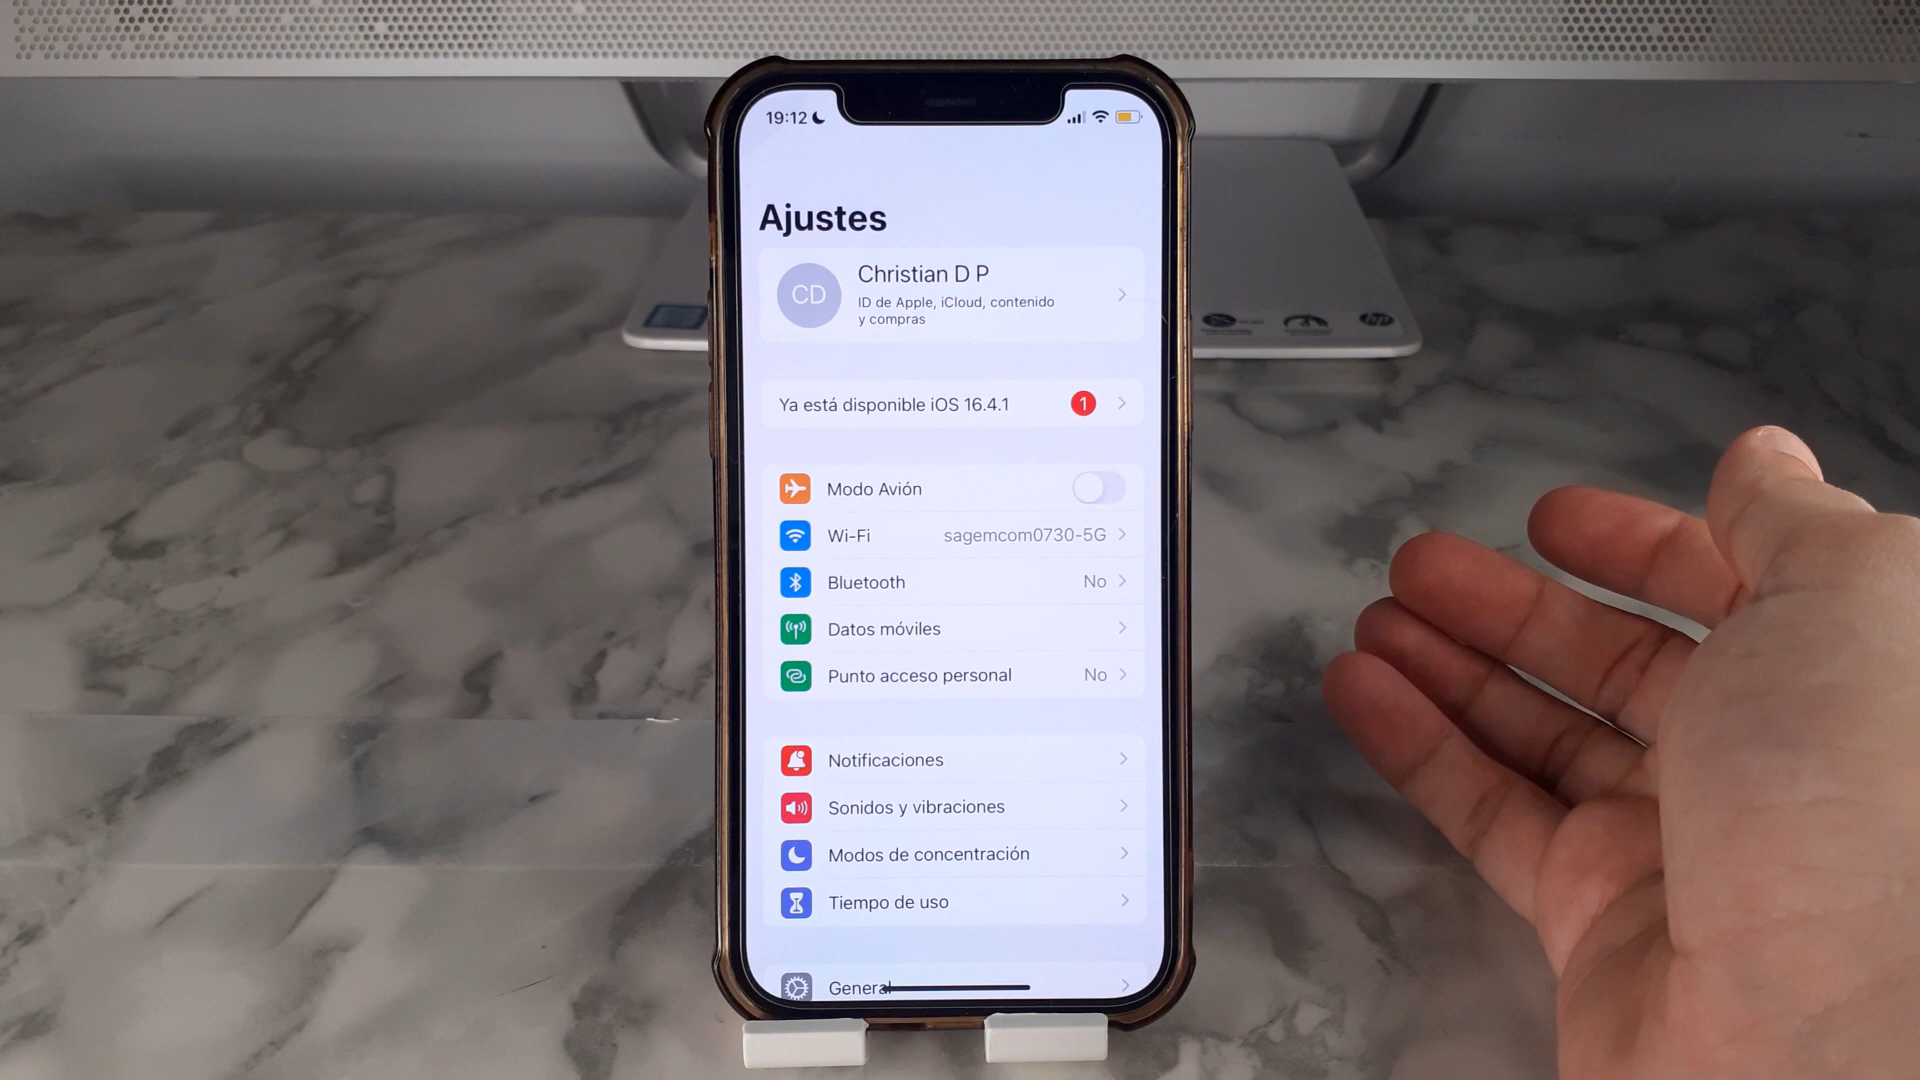 19:12
Ajustes
CD
Christian D P
ID de Apple, iCloud, contenido
y compras
Ya está disponible iOS 16.4.1
1
Modo Avión
Wi-Fi
sagemcom0730-5G
Bluetooth
No
Datos móviles
Punto acceso personal
No
Notificaciones
Sonidos y vibraciones
Modos de concentración
Tiempo de uso
General
hp